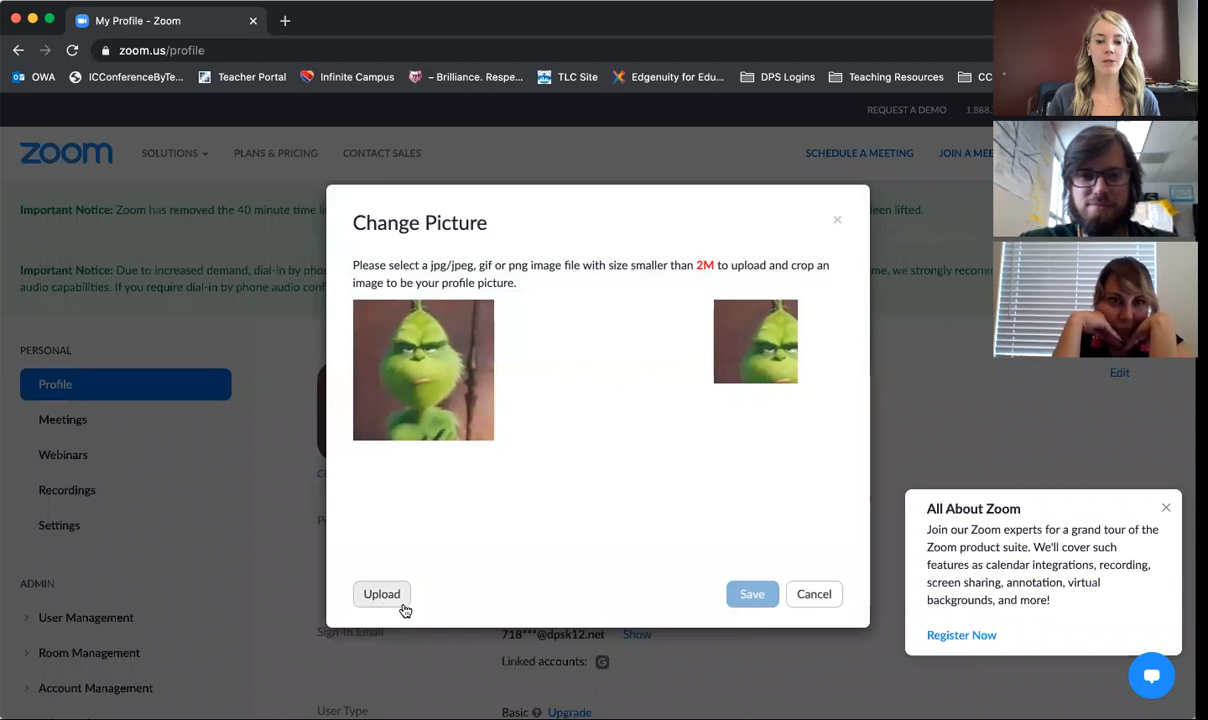 My Profile - Zoom
zoom.us/profile
OWA
ICConferenceByTe...
Teacher Portal
Infinite Campus
– Brilliance. Respe...
TLC Site
Edgenuity for Edu...
DPS Logins
Teaching Resources
CC
REQUEST A DEMO
1.888.
zoom
SOLUTIONS
PLANS & PRICING
CONTACT SALES
SCHEDULE A MEETING
JOIN A MEE
Important Notice: Zoom has removed the 40 minute time li
een lifted.
Important Notice: Due to increased demand, dial-in by phon
me, we strongly recom
audio capabilities. If you require dial-in by phone audio conf
Change Picture
Please select a jpg/jpeg, gif or png image file with size smaller than 2M to upload and crop an
image to be your profile picture.
Upload
Save
Cancel
PERSONAL
Profile
Meetings
Webinars
Recordings
Settings
ADMIN
User Management
Room Management
Account Management
Edit
Sign-In Email
718***@dpsk12.net
Show
Linked accounts:
User Type
Basic
Upgrade
All About Zoom
Join our Zoom experts for a grand tour of the
Zoom product suite. We'll cover such
features as calendar integrations, recording,
screen sharing, annotation, virtual
backgrounds, and more!
Register Now